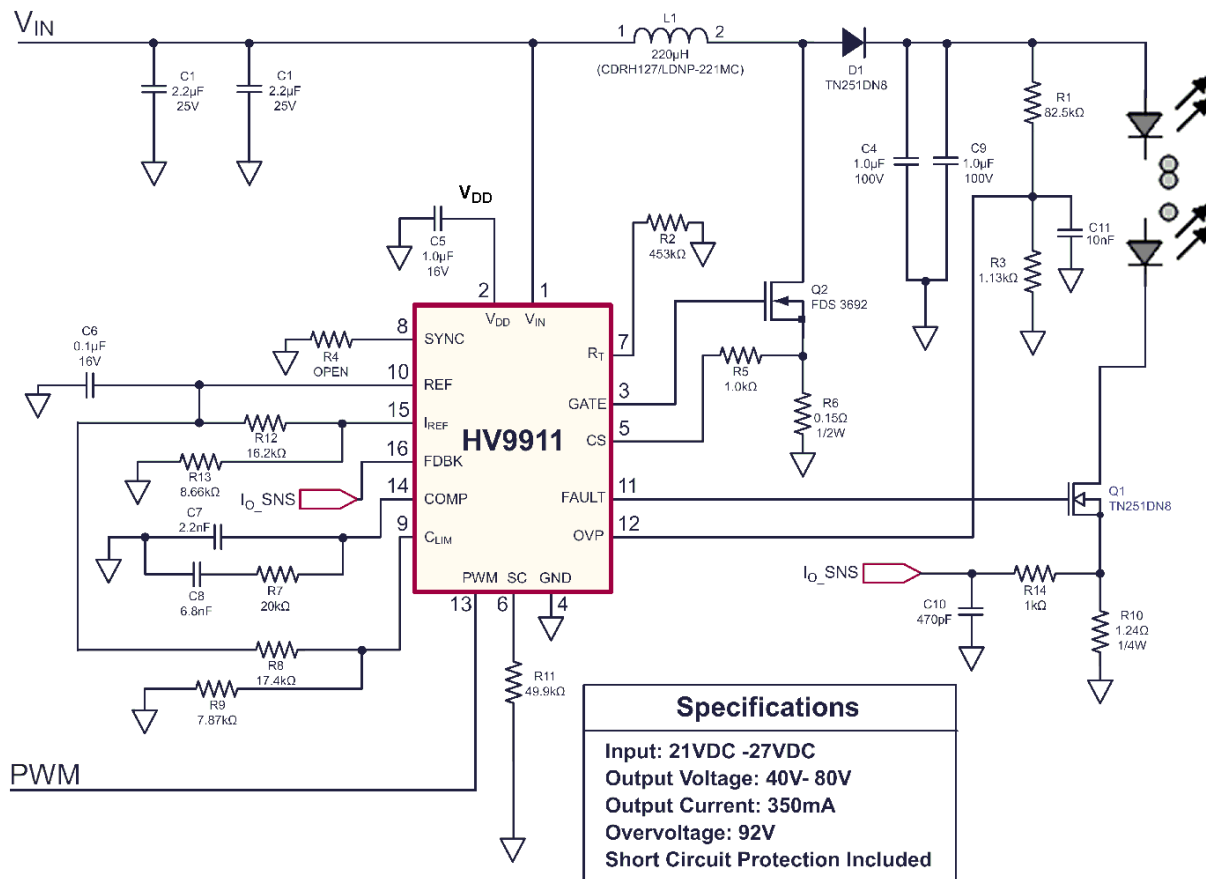 VIN
C1
2.2µF
25V
C1
2.2µF
25V
1
L1
2
220µH
(CDRH127/LDNP-221MC)
D1
TN251DN8
C4
1.0µF
100V
C9
1.0µF
100V
R1
82.5kΩ
R3
1.13kΩ
C11
10nF
VDD
C5
1.0µF
16V
R2
453kΩ
Q2
FDS 3692
R5
1.0kΩ
R6
0.15Ω
1/2W
C6
0.1µF
16V
R4
OPEN
R12
16.2kΩ
R13
8.66kΩ
IO_SNS
C7
2.2nF
C8
6.8nF
R7
20kΩ
R8
17.4kΩ
R9
7.87kΩ
2
1
VDD
VIN
8
SYNC
10
REF
15
IREF
16
FDBK
14
COMP
9
CLIM
HV9911
7
RT
3
GATE
5
CS
11
FAULT
12
OVP
PWM
SC
GND
13
6
4
R11
49.9kΩ
Q1
TN251DN8
IO_SNS
C10
470pF
R14
1kΩ
R10
1.24Ω
1/4W
PWM
Specifications
Input: 21VDC -27VDC
Output Voltage: 40V- 80V
Output Current: 350mA
Overvoltage: 92V
Short Circuit Protection Included